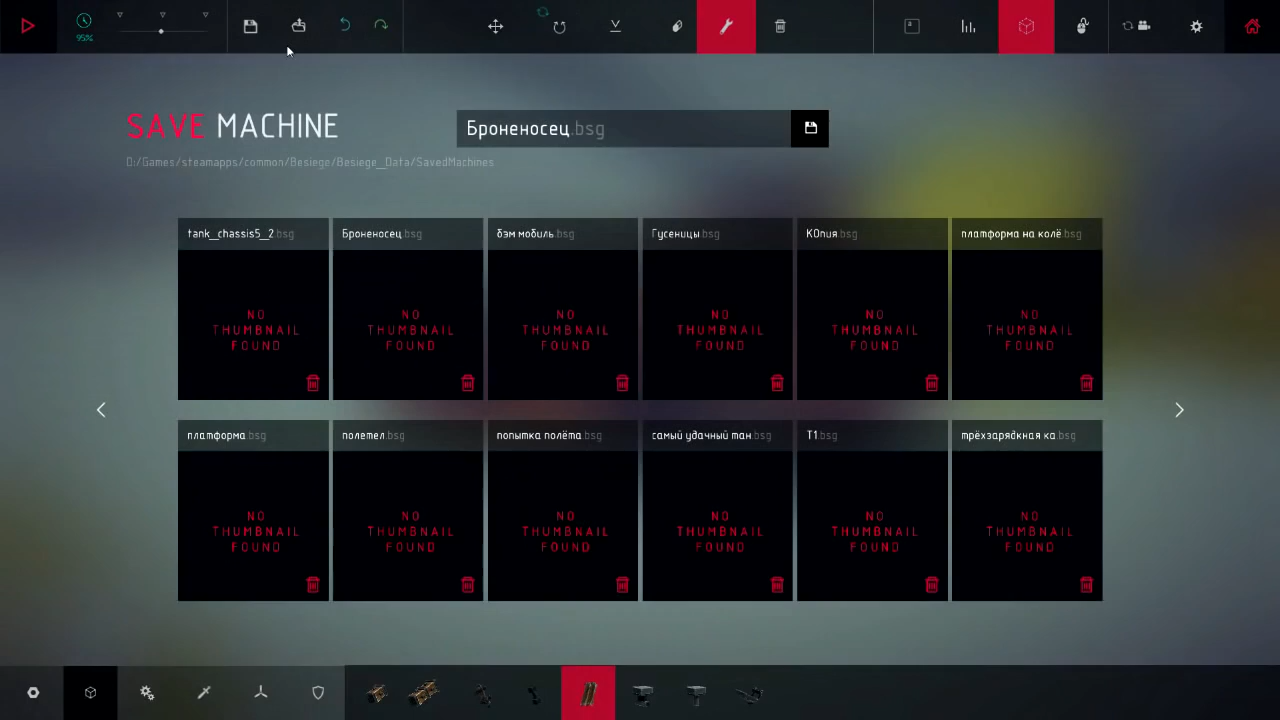 95%
SAVE MACHINE
Броненосец.bsg
D:/Games/steamapps/common/Besiege/Besiege_Data/SavedMachines
tank_chassis5_2.bsg
Броненосец.bsg
бэм мобиль.bsg
Гусеницы.bsg
КОпия.bsg
платформа на колё.bsg
NO THUMBNAIL FOUND
NO THUMBNAIL FOUND
NO THUMBNAIL FOUND
NO THUMBNAIL FOUND
NO THUMBNAIL FOUND
NO THUMBNAIL FOUND
платформа.bsg
полетел.bsg
попытка полёта.bsg
самый удачный тан.bsg
Т1.bsg
трёхзарядкная ка.bsg
NO THUMBNAIL FOUND
NO THUMBNAIL FOUND
NO THUMBNAIL FOUND
NO THUMBNAIL FOUND
NO THUMBNAIL FOUND
NO THUMBNAIL FOUND